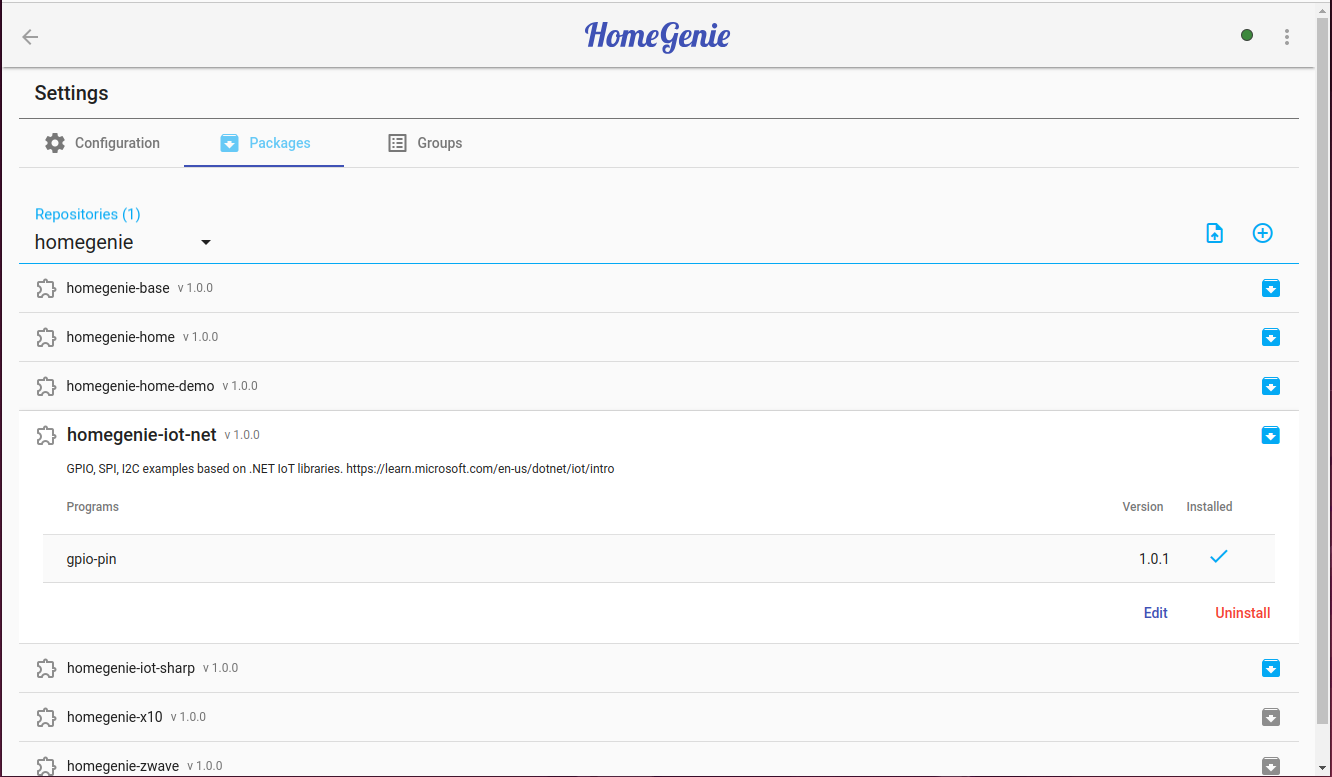 HomeGenie
Settings
Configuration Packages Groups
Repositories (1)
homegenie
homegenie-base v 1.0.0
homegenie-home v 1.0.0
homegenie-home-demo v 1.0.0
homegenie-iot-net v 1.0.0
GPIO, SPI, I2C examples based on .NET IoT libraries. https://learn.microsoft.com/en-us/dotnet/iot/intro
Programs Version Installed
gpio-pin 1.0.1
Edit Uninstall
homegenie-iot-sharp v 1.0.0
homegenie-x10 v 1.0.0
homegenie-zwave v 1.0.0